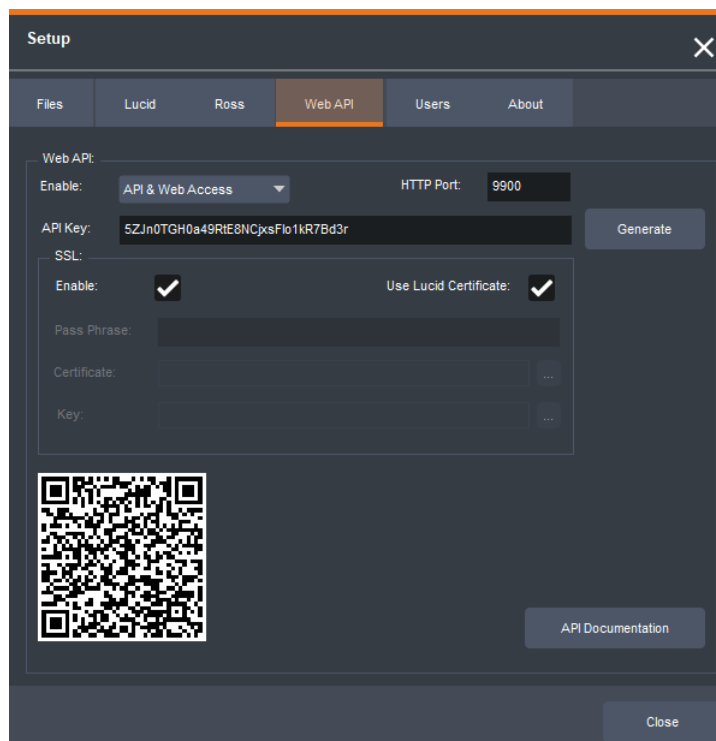 Setup
Files Lucid Ross Web API Users About
Web API:
Enable: API & Web Access HTTP Port: 9900
API Key: 5ZJn0TGH0a49RtE8NCjxsFIo1kR7Bd3r Generate
SSL:
Enable: Use Lucid Certificate:
Pass Phrase:
Certificate: ...
Key: ...
API Documentation
Close